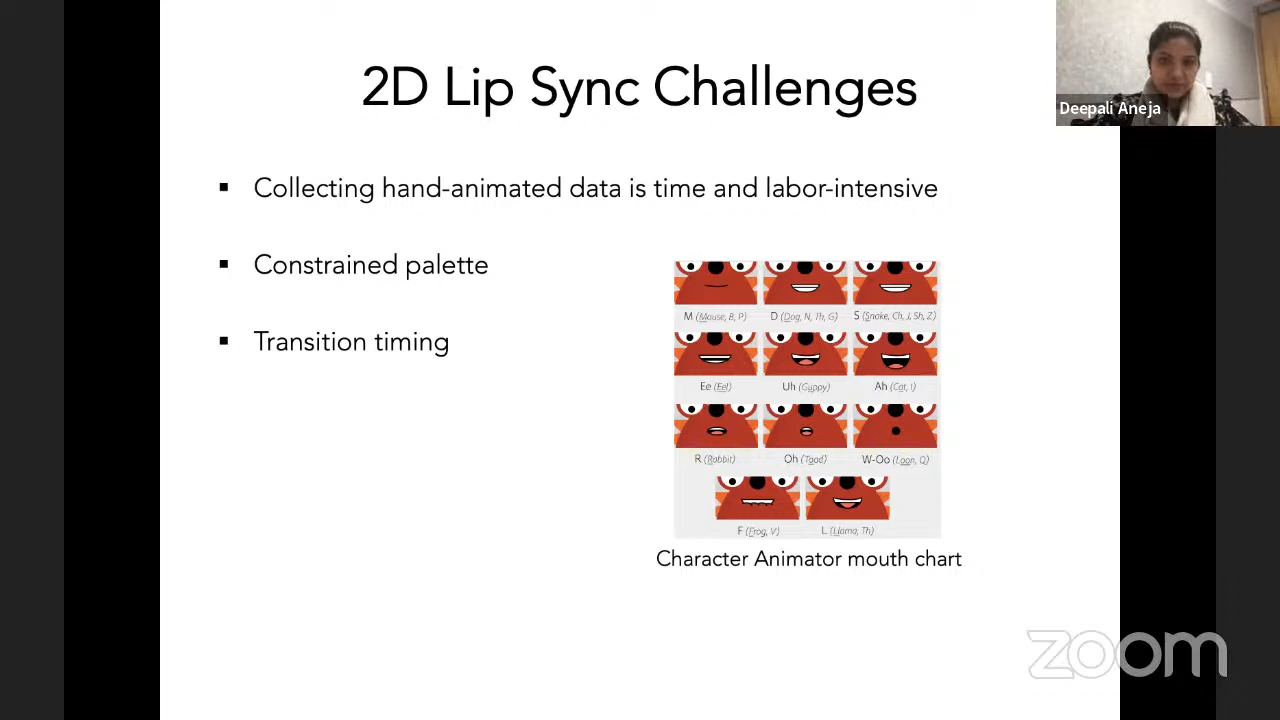 2D Lip Sync Challenges
Deepali Aneja
▪ Collecting hand-animated data is time and labor-intensive
▪ Constrained palette
▪ Transition timing
M (Mouse, B, P) D (Dog, N, Th, G) S (Snake, Ch, J, Sh, Z)
Ee (Eel) Uh (Guppy) Ah (Cat, I)
R (Rabbit) Oh (Toad) W-Oo (Loon, Q)
F (Frog, V) L (Llama, Th)
Character Animator mouth chart
zoom